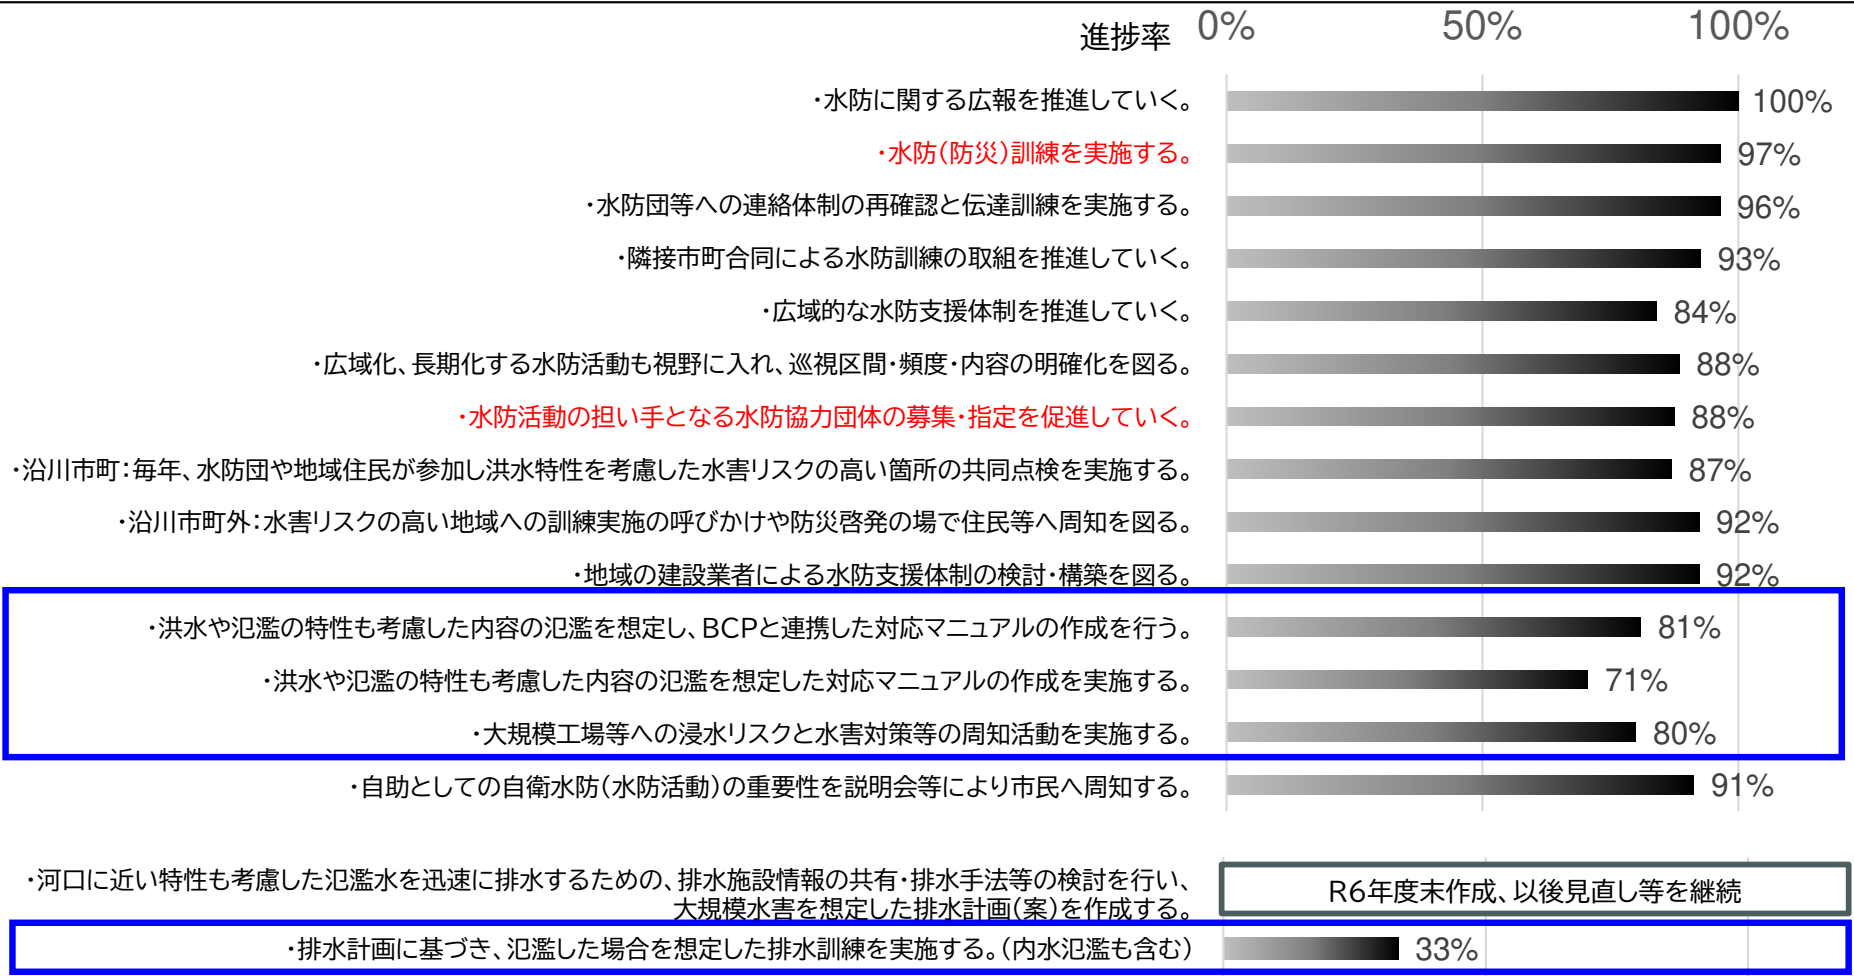 進捗率 0% 50% 100%
・水防に関する広報を推進していく。 100%
・水防(防災)訓練を実施する。 97%
・水防団等への連絡体制の再確認と伝達訓練を実施する。 96%
・隣接市町合同による水防訓練の取組を推進していく。 93%
・広域的な水防支援体制を推進していく。 84%
・広域化、長期化する水防活動も視野に入れ、巡視区間・頻度・内容の明確化を図る。 88%
・水防活動の担い手となる水防協力団体の募集・指定を促進していく。 88%
・沿川市町:毎年、水防団や地域住民が参加し洪水特性を考慮した水害リスクの高い箇所の共同点検を実施する。 87%
・沿川市町外:水害リスクの高い地域への訓練実施の呼びかけや防災啓発の場で住民等へ周知を図る。 92%
・地域の建設業者による水防支援体制の検討・構築を図る。 92%
・洪水や氾濫の特性も考慮した内容の氾濫を想定し、BCPと連携した対応マニュアルの作成を行う。 81%
・洪水や氾濫の特性も考慮した内容の氾濫を想定した対応マニュアルの作成を実施する。 71%
・大規模工場等への浸水リスクと水害対策等の周知活動を実施する。 80%
・自助としての自衛水防(水防活動)の重要性を説明会等により市民へ周知する。 91%
・河口に近い特性も考慮した氾濫水を迅速に排水するための、排水施設情報の共有・排水手法等の検討を行い、
大規模水害を想定した排水計画(案)を作成する。
R6年度末作成、以後見直し等を継続
・排水計画に基づき、氾濫した場合を想定した排水訓練を実施する。(内水氾濫も含む) 33%